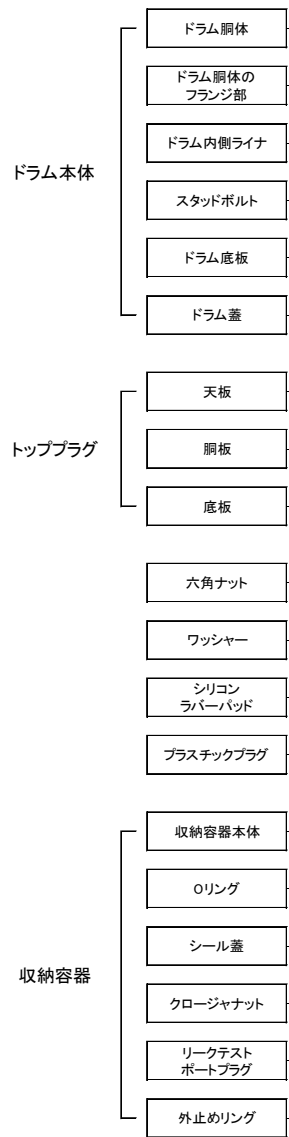 ドラム本体
ドラム胴体
ドラム胴体の
フランジ部
ドラム内側ライナ
スタッドボルト
ドラム底板
ドラム蓋
トッププラグ
天板
胴板
底板
六角ナット
ワッシャー
シリコン
ラバーパッド
プラスチックプラグ
収納容器
収納容器本体
Oリング
シール蓋
クロージャナット
リークテスト
ポートプラグ
外止めリング